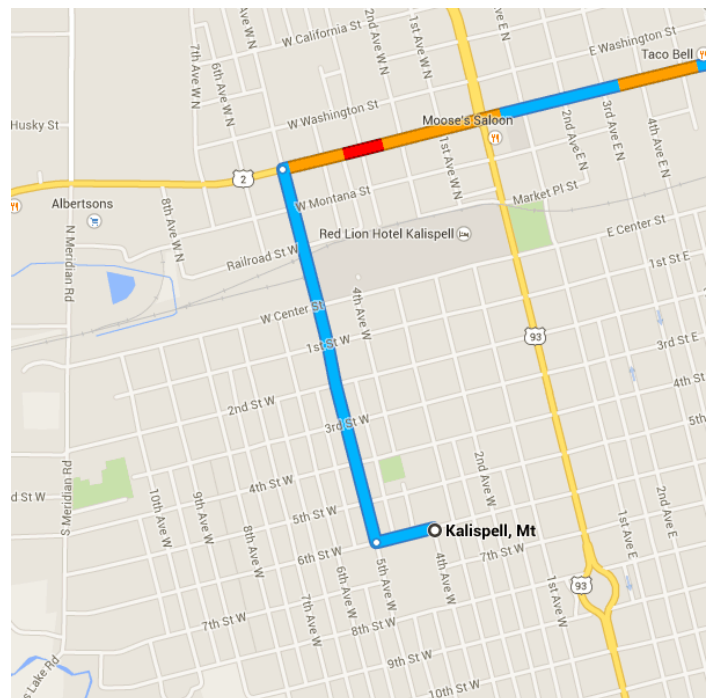 W California St
2nd Ave W N
E Washington St
Taco Bell
7th Ave W N
6th Ave W N
Husky St
W Washington St
Moose's Saloon
1st Ave W N
2nd Ave E N
3rd Ave E N
4th Ave E N
2
W Montana St
Market Pl St
Albertsons
8th Ave W N
N Meridian Rd
Red Lion Hotel Kalispell
E Center St
Railroad St W
1st St E
W Center St
4th Ave W
93
1st St W
3rd St E
2nd St W
4th St
3rd St W
5th
4th St W
S Meridian Rd
d St W
10th Ave W
9th Ave W
8th Ave W
5th St W
2nd Ave W
2nd Ave E
Kalispell, Mt
6th St W
7th St W
1st Ave E
4th Ave W
5th Ave W
6th Ave W
7th Ave W
93
1st Ave W
7th St W
8th St W
s Lake Rd
9th St W
10th St W